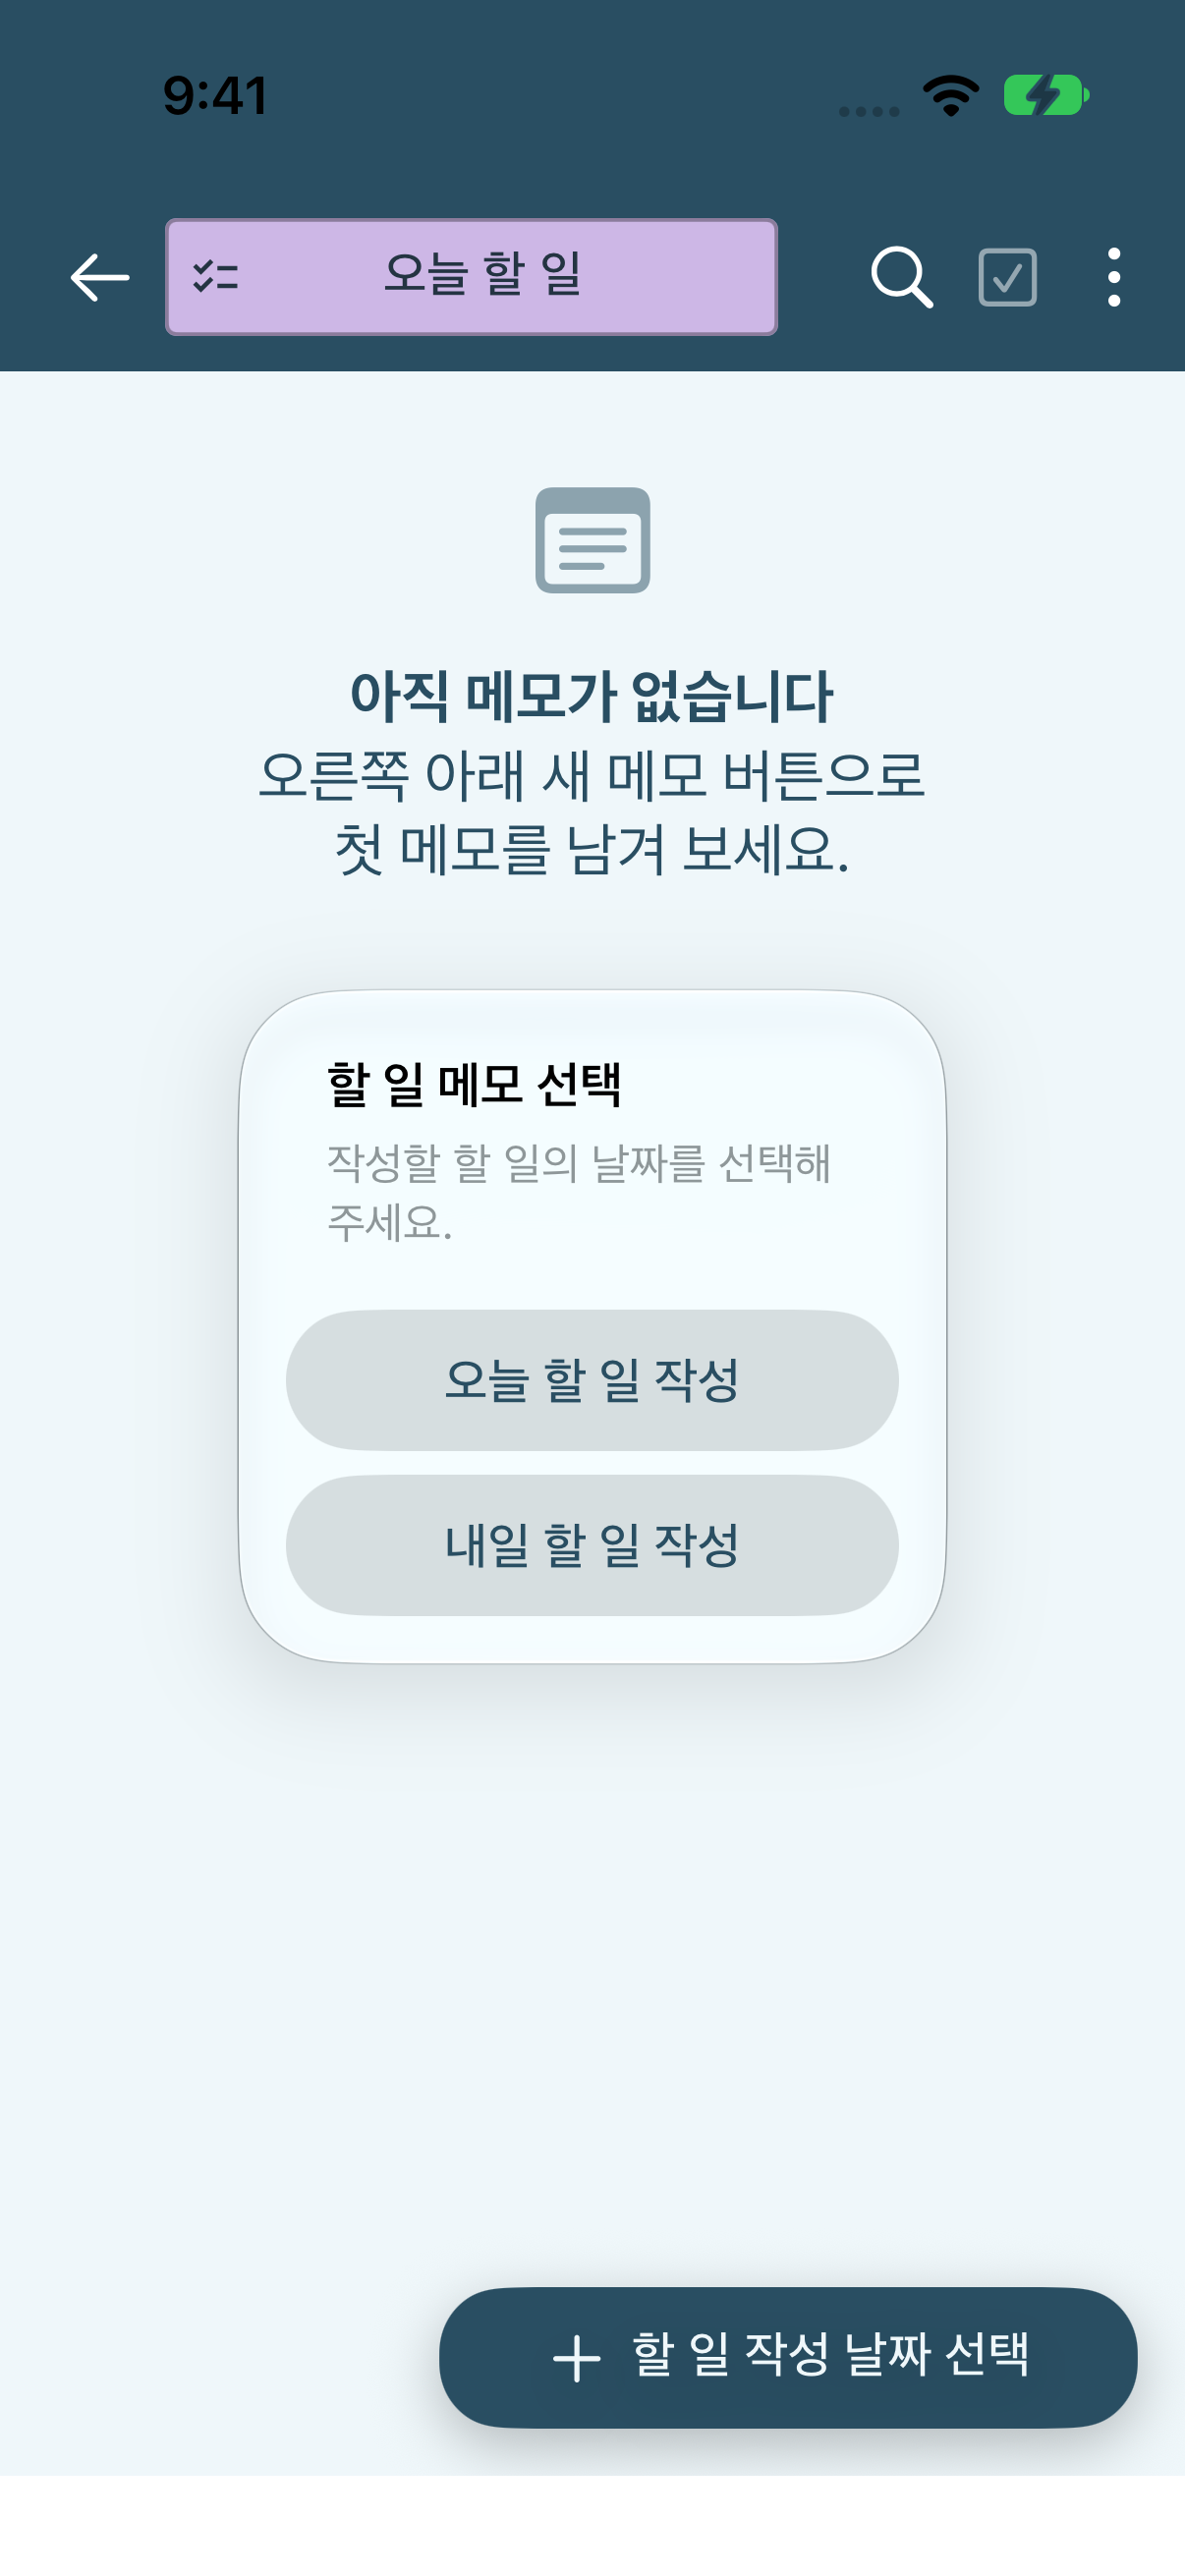 9:41
오늘 할 일
아직 메모가 없습니다
오른쪽 아래 새 메모 버튼으로
첫 메모를 남겨 보세요.
할 일 메모 선택
작성할 할 일의 날짜를 선택해
주세요.
오늘 할 일 작성
내일 할 일 작성
할 일 작성 날짜 선택